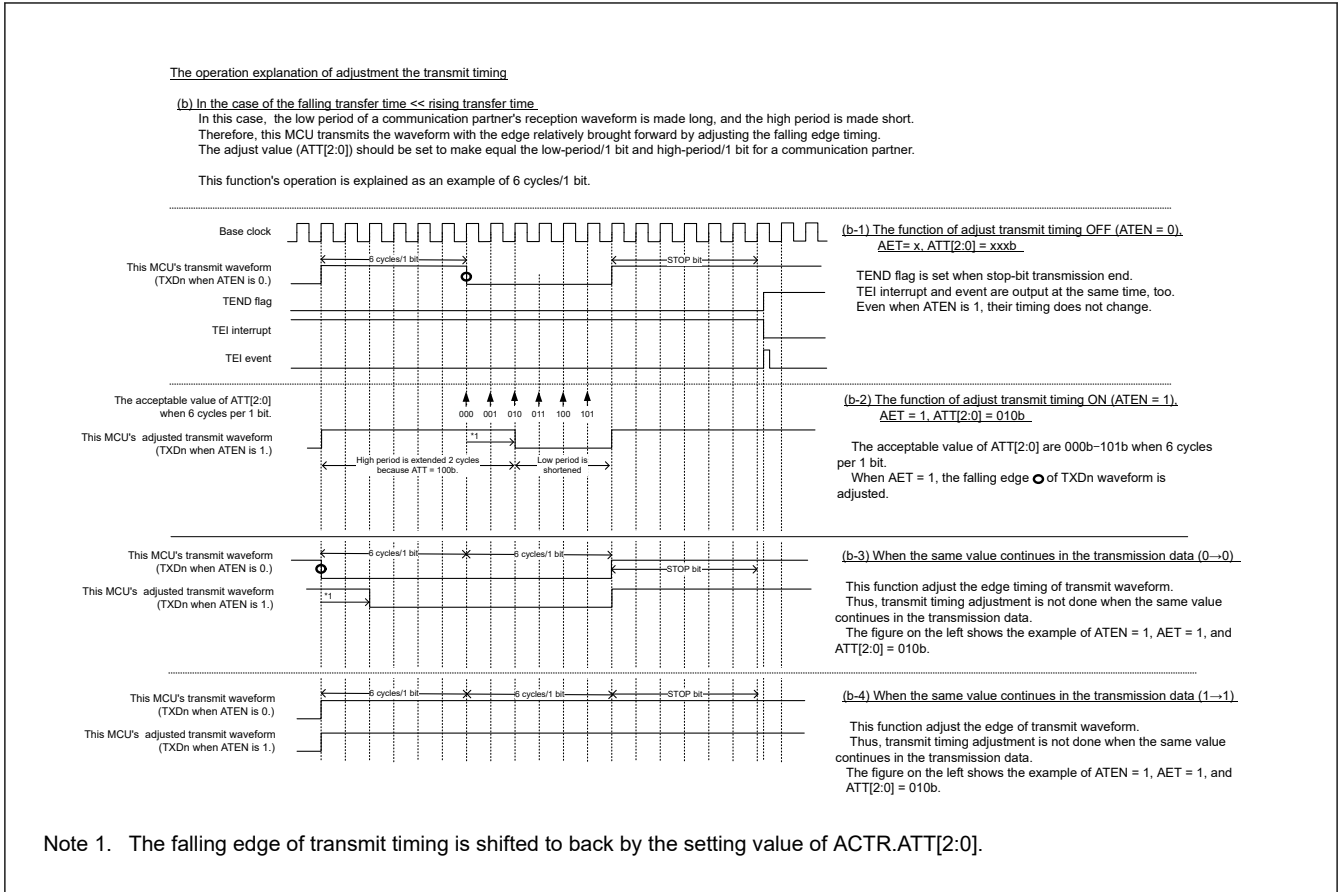 The operation explanation of adjustment the transmit timing
(b) In the case of the falling transfer time << rising transfer time
In this case,  the low period of a communication partner's reception waveform is made long, and the high period is made short.
Therefore, this MCU transmits the waveform with the edge relatively brought forward by adjusting the falling edge timing.
The adjust value (ATT[2:0]) should be set to make equal the low-period/1 bit and high-period/1 bit for a communication partner.
This function's operation is explained as an example of 6 cycles/1 bit.
Base clock
6 cycles/1 bit
STOP bit
This MCU's transmit waveform
(TXDn when ATEN is 0.)
TEND flag
TEI interrupt
TEI event
(b-1) The function of adjust transmit timing OFF (ATEN = 0),
AET= x, ATT[2:0] = xxxb
TEND flag is set when stop-bit transmission end.
TEI interrupt and event are output at the same time, too.
Even when ATEN is 1, their timing does not change.
The acceptable value of ATT[2:0]
when 6 cycles per 1 bit.
000 001 010 011 100 101
This MCU's  adjusted transmit waveform
(TXDn when ATEN is 1.)
*1
High period is extended 2 cycles
because ATT = 100b.
Low period is
shortened
(b-2) The function of adjust transmit timing ON (ATEN = 1),
AET = 1, ATT[2:0] = 010b
The acceptable value of ATT[2:0] are 000b−101b when 6 cycles
per 1 bit.
When AET = 1, the falling edge of TXDn waveform is
adjusted.
This MCU's transmit waveform
(TXDn when ATEN is 0.)
6 cycles/1 bit
6 cycles/1 bit
STOP bit
This MCU's  adjusted transmit waveform
(TXDn when ATEN is 1.)
*1
(b-3) When the same value continues in the transmission data (0→0)
This function adjust the edge timing of transmit waveform.
Thus, transmit timing adjustment is not done when the same value
continues in the transmission data.
The figure on the left shows the example of ATEN = 1, AET = 1, and
ATT[2:0] = 010b.
This MCU's transmit waveform
(TXDn when ATEN is 0.)
6 cycles/1 bit
6 cycles/1 bit
STOP bit
This MCU's  adjusted transmit waveform
(TXDn when ATEN is 1.)
(b-4) When the same value continues in the transmission data (1→1)
This function adjust the edge of transmit waveform.
Thus, transmit timing adjustment is not done when the same value
continues in the transmission data.
The figure on the left shows the example of ATEN = 1, AET = 1, and
ATT[2:0] = 010b.
Note 1. The falling edge of transmit timing is shifted to back by the setting value of ACTR.ATT[2:0].